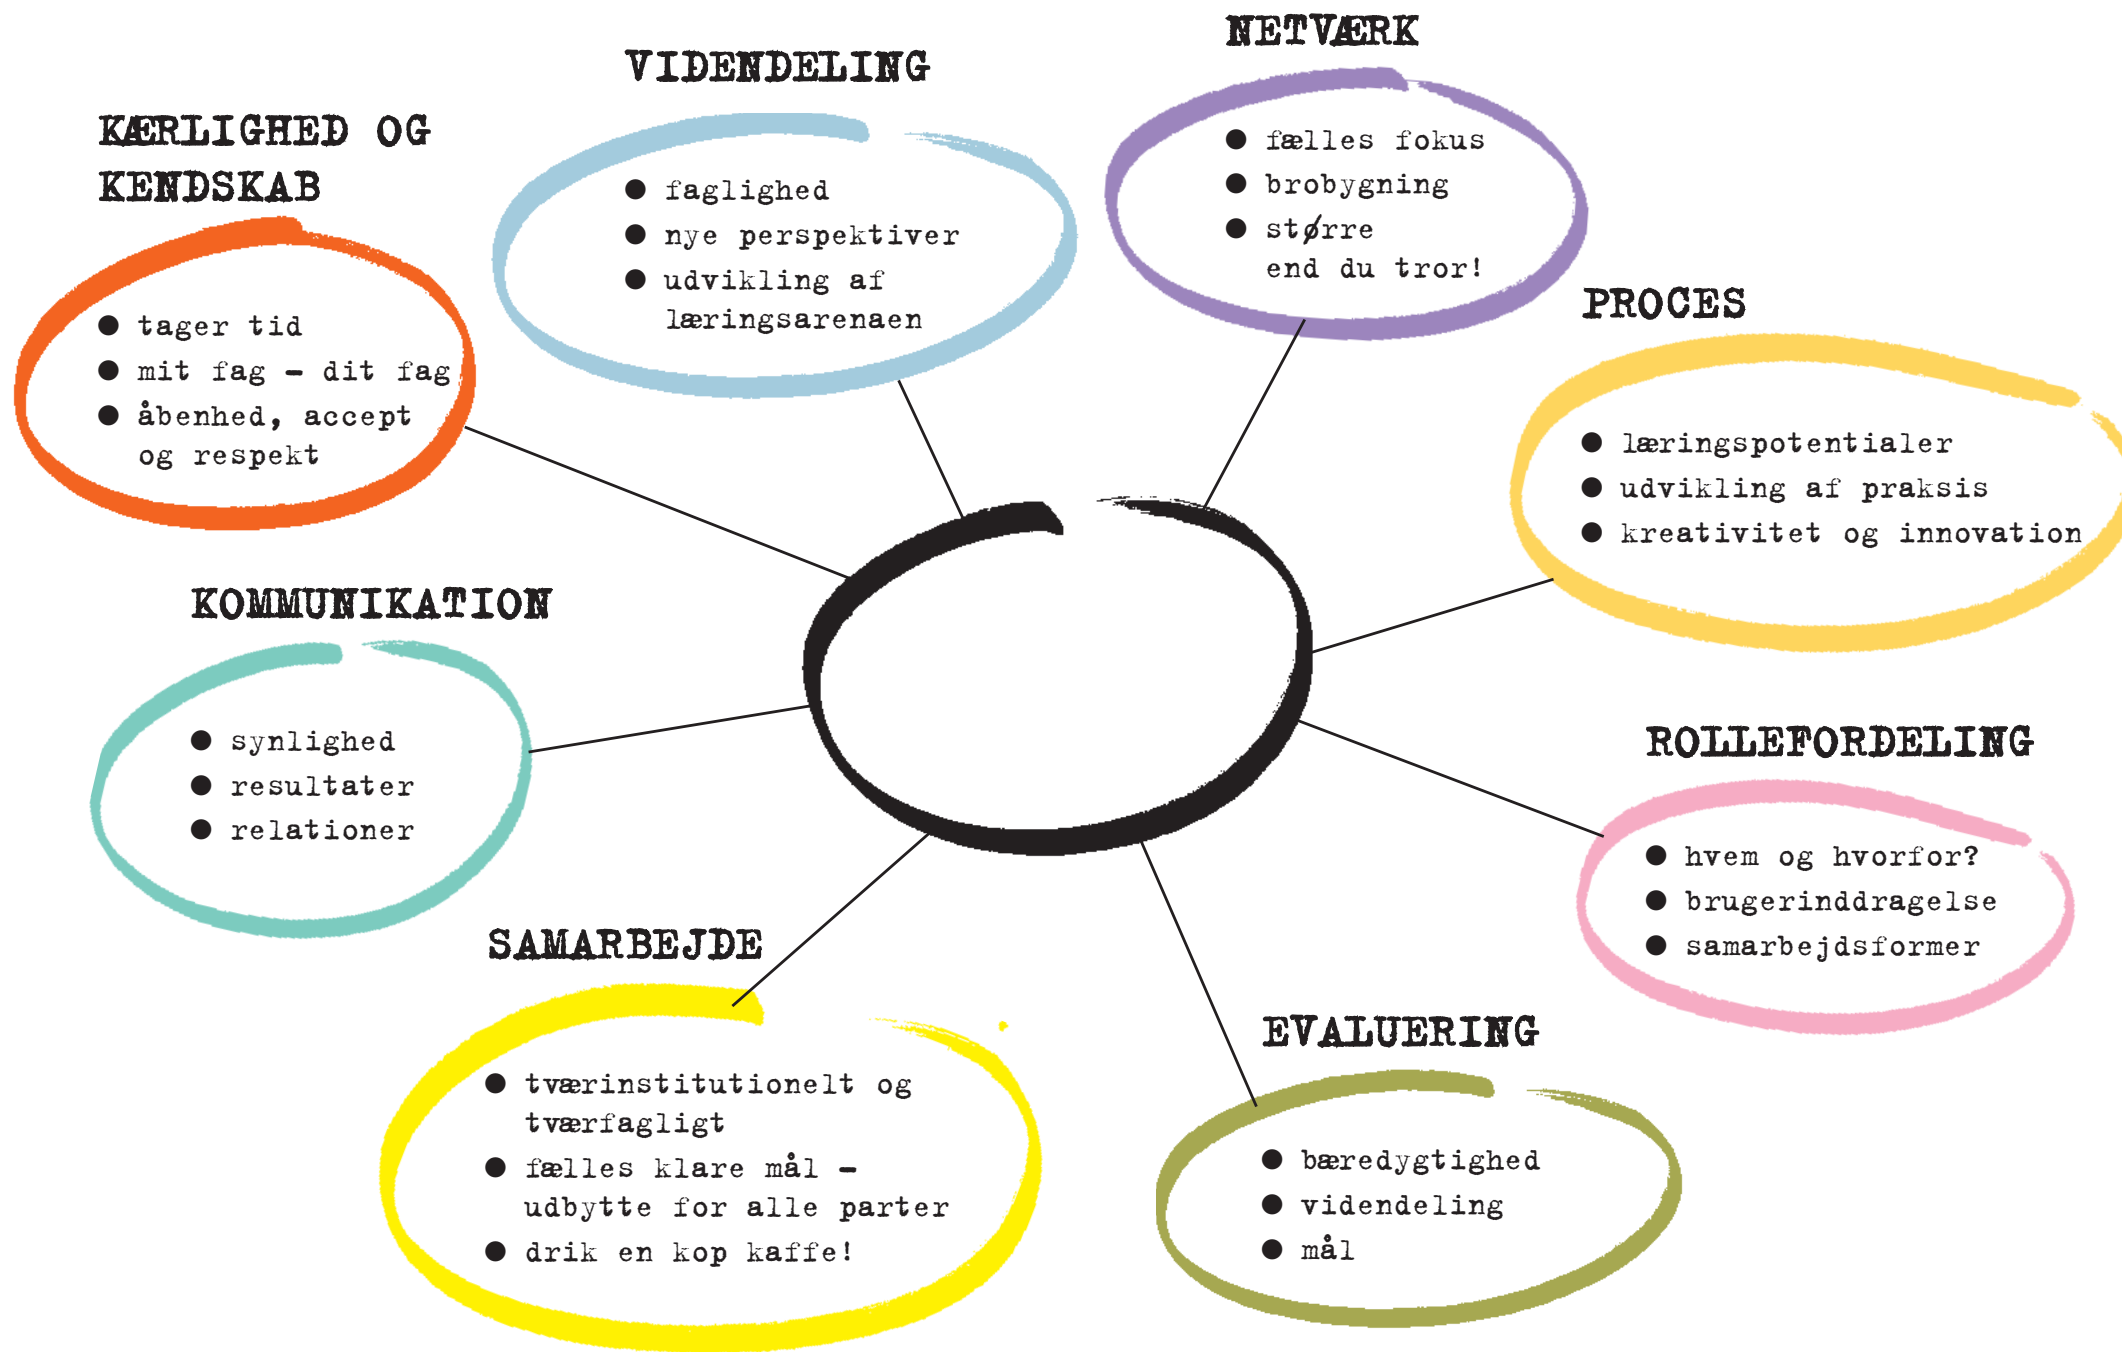 KÆRLIGHED OG
KENDSKAB
● tager tid
● mit fag – dit fag
● åbenhed, accept
og respekt
VIDENDELING
● faglighed
● nye perspektiver
● udvikling af
læringsarenaen
NETVÆRK
● fælles fokus
● brobygning
● større
end du tror!
PROCES
● læringspotentialer
● udvikling af praksis
● kreativitet og innovation
KOMMUNIKATION
● synlighed
● resultater
● relationer
ROLLEFORDELING
● hvem og hvorfor?
● brugerinddragelse
● samarbejdsformer
SAMARBEJDE
● tværinstitutionelt og
tværfagligt
● fælles klare mål –
udbytte for alle parter
● drik en kop kaffe!
EVALUERING
● bæredygtighed
● videndeling
● mål